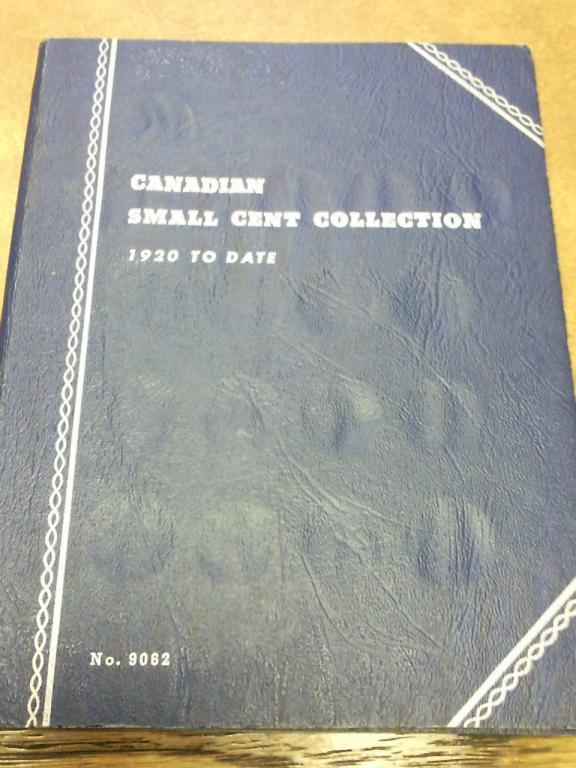 CANADIAN
SMALL CENT COLLECTION
1920 TO DATE
No. 9062